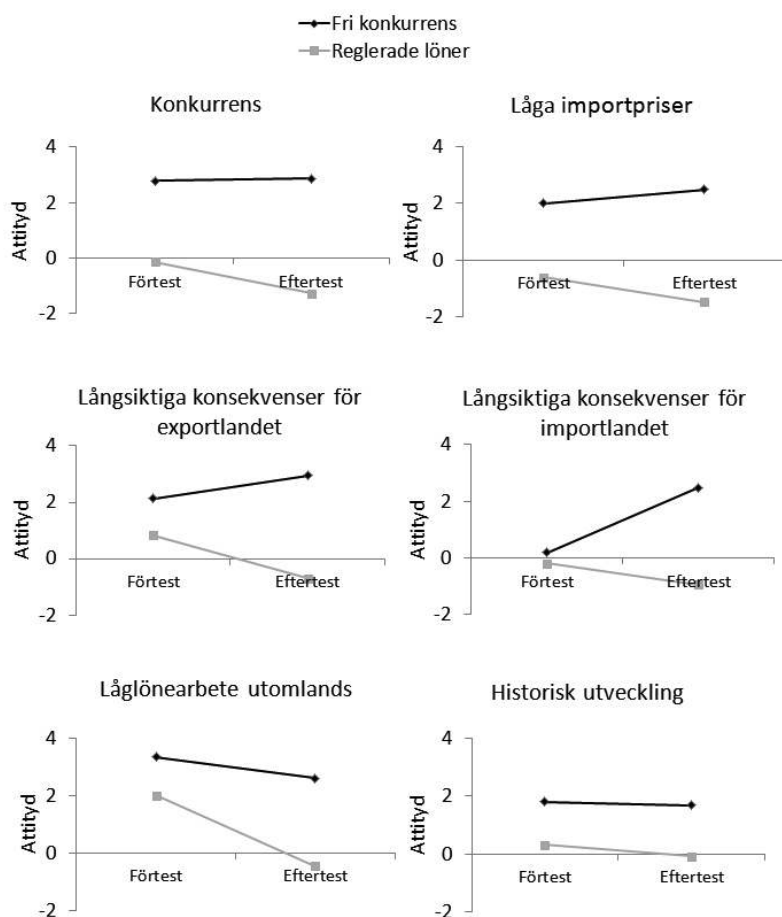 Fri konkurrens
Reglerade löner
Konkurrens
4
2
0
-2
Attityd
Förtest
Eftertest
Låga importpriser
4
2
0
-2
Attityd
Förtest
Eftertest
Långsiktiga konsekvenser för
exportlandet
4
2
0
-2
Attityd
Förtest
Eftertest
Långsiktiga konsekvenser för
importlandet
4
2
0
-2
Attityd
Förtest
Eftertest
Låglönearbete utomlands
4
2
0
-2
Attityd
Förtest
Eftertest
Historisk utveckling
4
2
0
-2
Attityd
Förtest
Eftertest